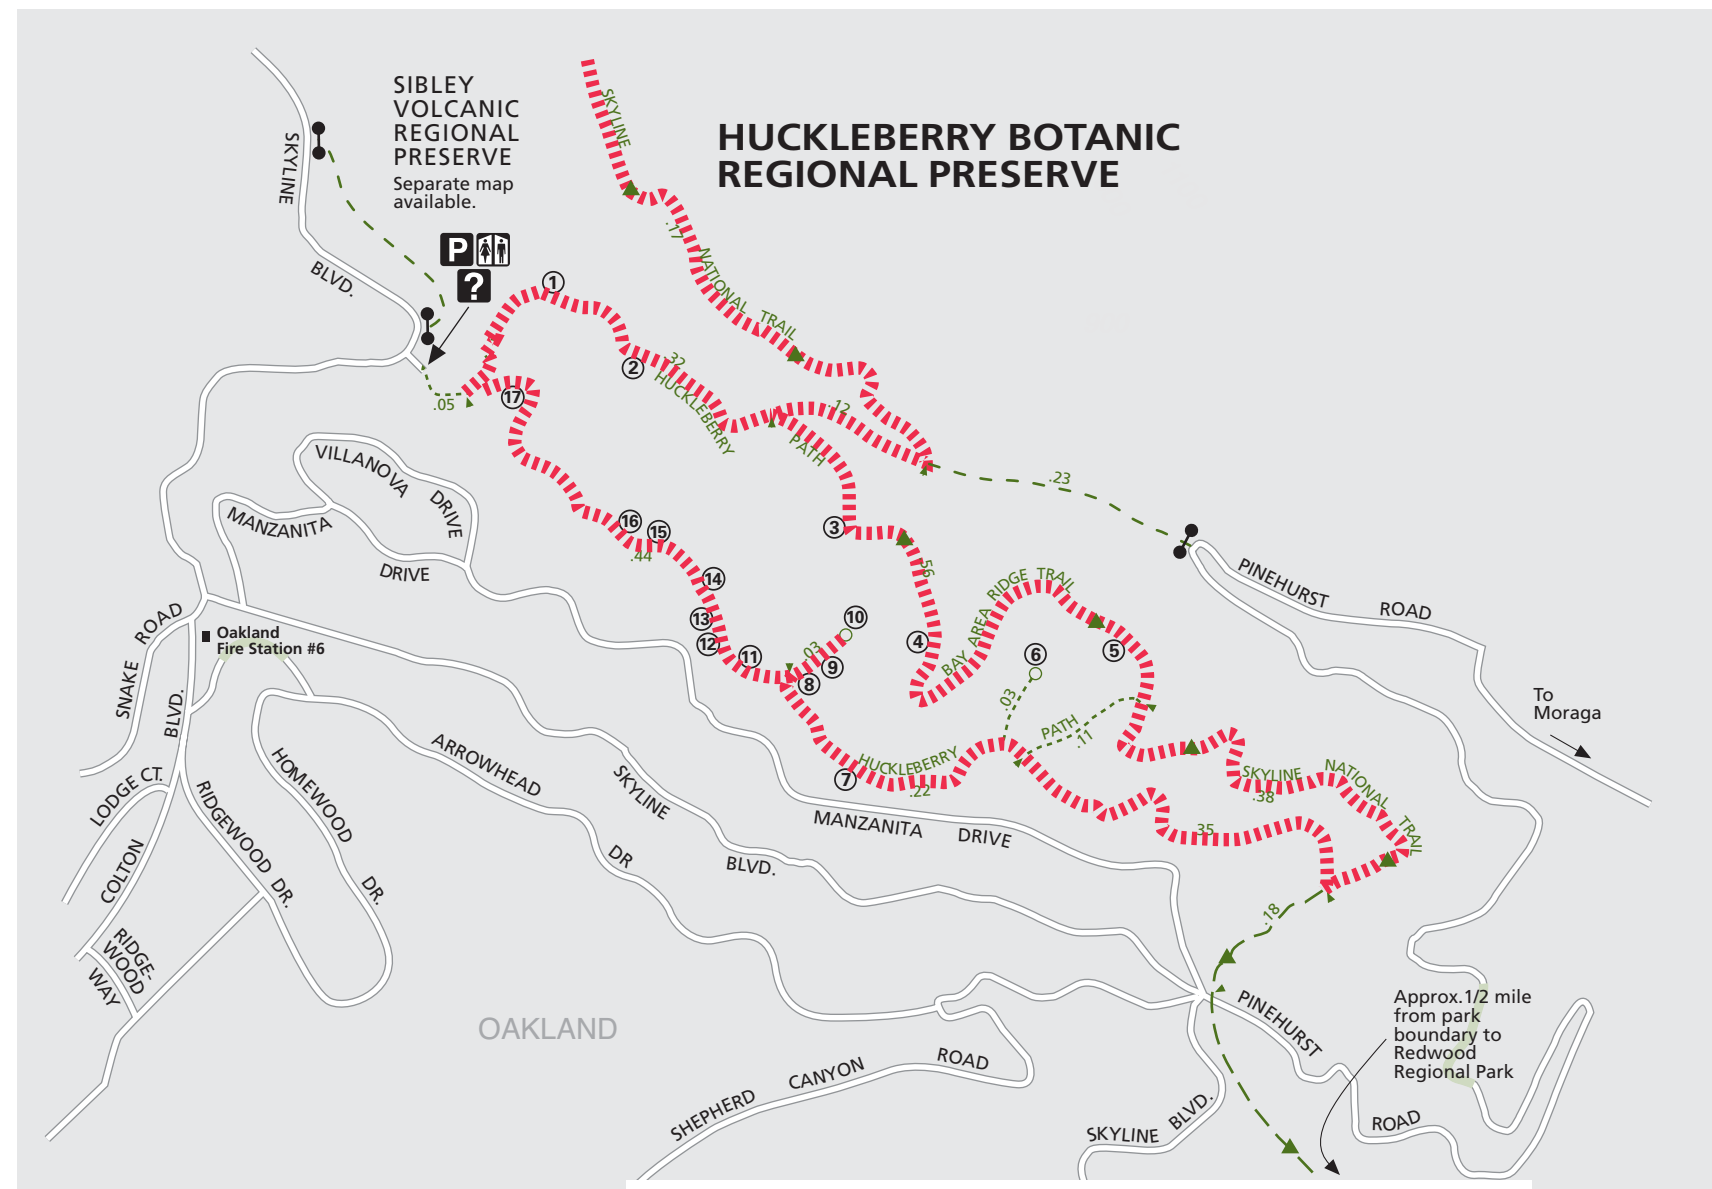 HUCKLEBERRY BOTANIC
REGIONAL PRESERVE
SIBLEY
VOLCANIC
REGIONAL
PRESERVE
Separate map
available.
SKYLINE
BLVD.
P
?
SKYLINE
.17
NATIONAL TRAIL
1
2
.32
HUCKLEBERRY
PATH
.12
.23
17
.05
VILLANOVA
DRIVE
MANZANITA
DRIVE
16
15
.44
14
13
12
11
10
.03
9
8
3
.56
4
BAY AREA RIDGE TRAIL
5
6
.03
PATH
.11
7
HUCKLEBERRY
.22
SKYLINE
NATIONAL
TRAIL
.38
.35
.18
PINEHURST
ROAD
To
Moraga
SNAKE
ROAD
Oakland
Fire Station #6
BLVD.
LODGE CT.
COLTON
RIDGEWOOD DR.
HOMEWOOD
DR.
RIDGE-
WOOD
WAY
ARROWHEAD
DR
SKYLINE
BLVD.
MANZANITA
DRIVE
OAKLAND
SHEPHERD
CANYON
ROAD
PINEHURST
ROAD
SKYLINE
BLVD.
Approx.1/2 mile
from park
boundary to
Redwood
Regional Park